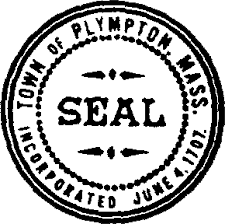 TOWN OF PLYMPTON, MASS.
SEAL
INCORPORATED JUNE 4, 1707.